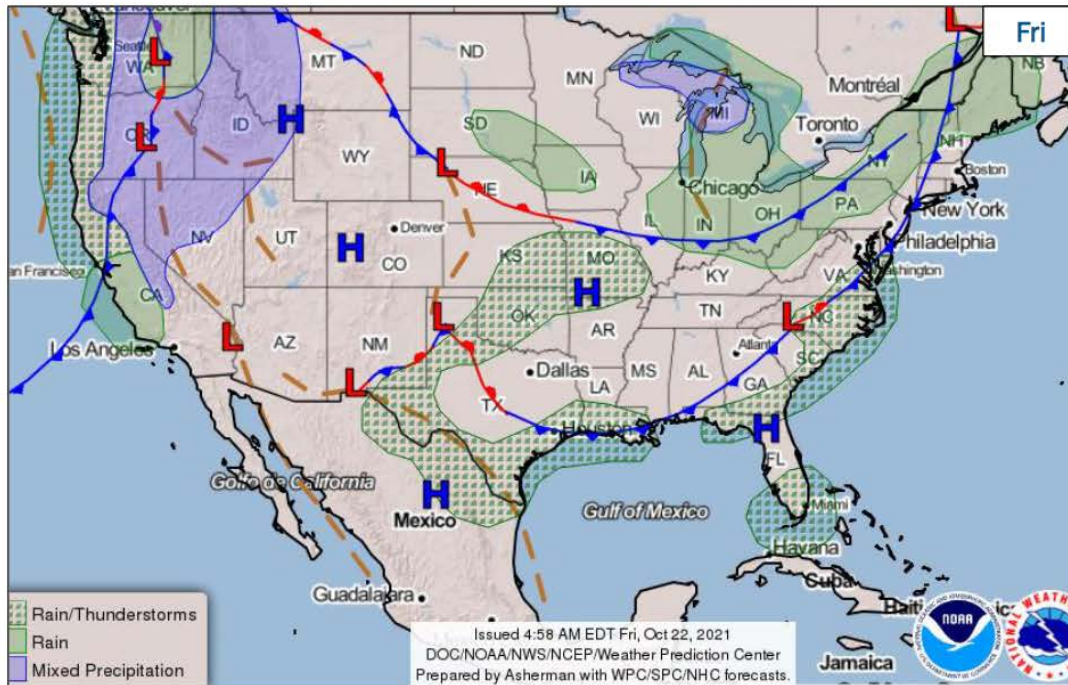 Vancouver
Fri
Seattle
WA
MT
ND
MN
Montréal
NB
L
L
L
OR
ID
H
SD
WI
MI
Toronto
NH
NY
Boston
WY
L
NE
IA
Chicago
IL
IN
OH
PA
New York
Philadelphia
NV
UT
H
Denver
CO
KS
MO
H
KY
VA
Washington
an Francisco
CA
L
Los Angeles
AZ
NM
L
OK
AR
TN
L
NC
Atlanta
SC
L
Dallas
TX
LA
MS
AL
GA
Houston
H
FL
Golfo de California
H
Mexico
Gulf of Mexico
Miami
Havana
Cuba
Guadalajara
Jamaica
Rain/Thunderstorms
Rain
Mixed Precipitation
Issued 4:58 AM EDT Fri, Oct 22, 2021
DOC/NOAA/NWS/NCEP/Weather Prediction Center
Prepared by Asherman with WPC/SPC/NHC forecasts.
NOAA